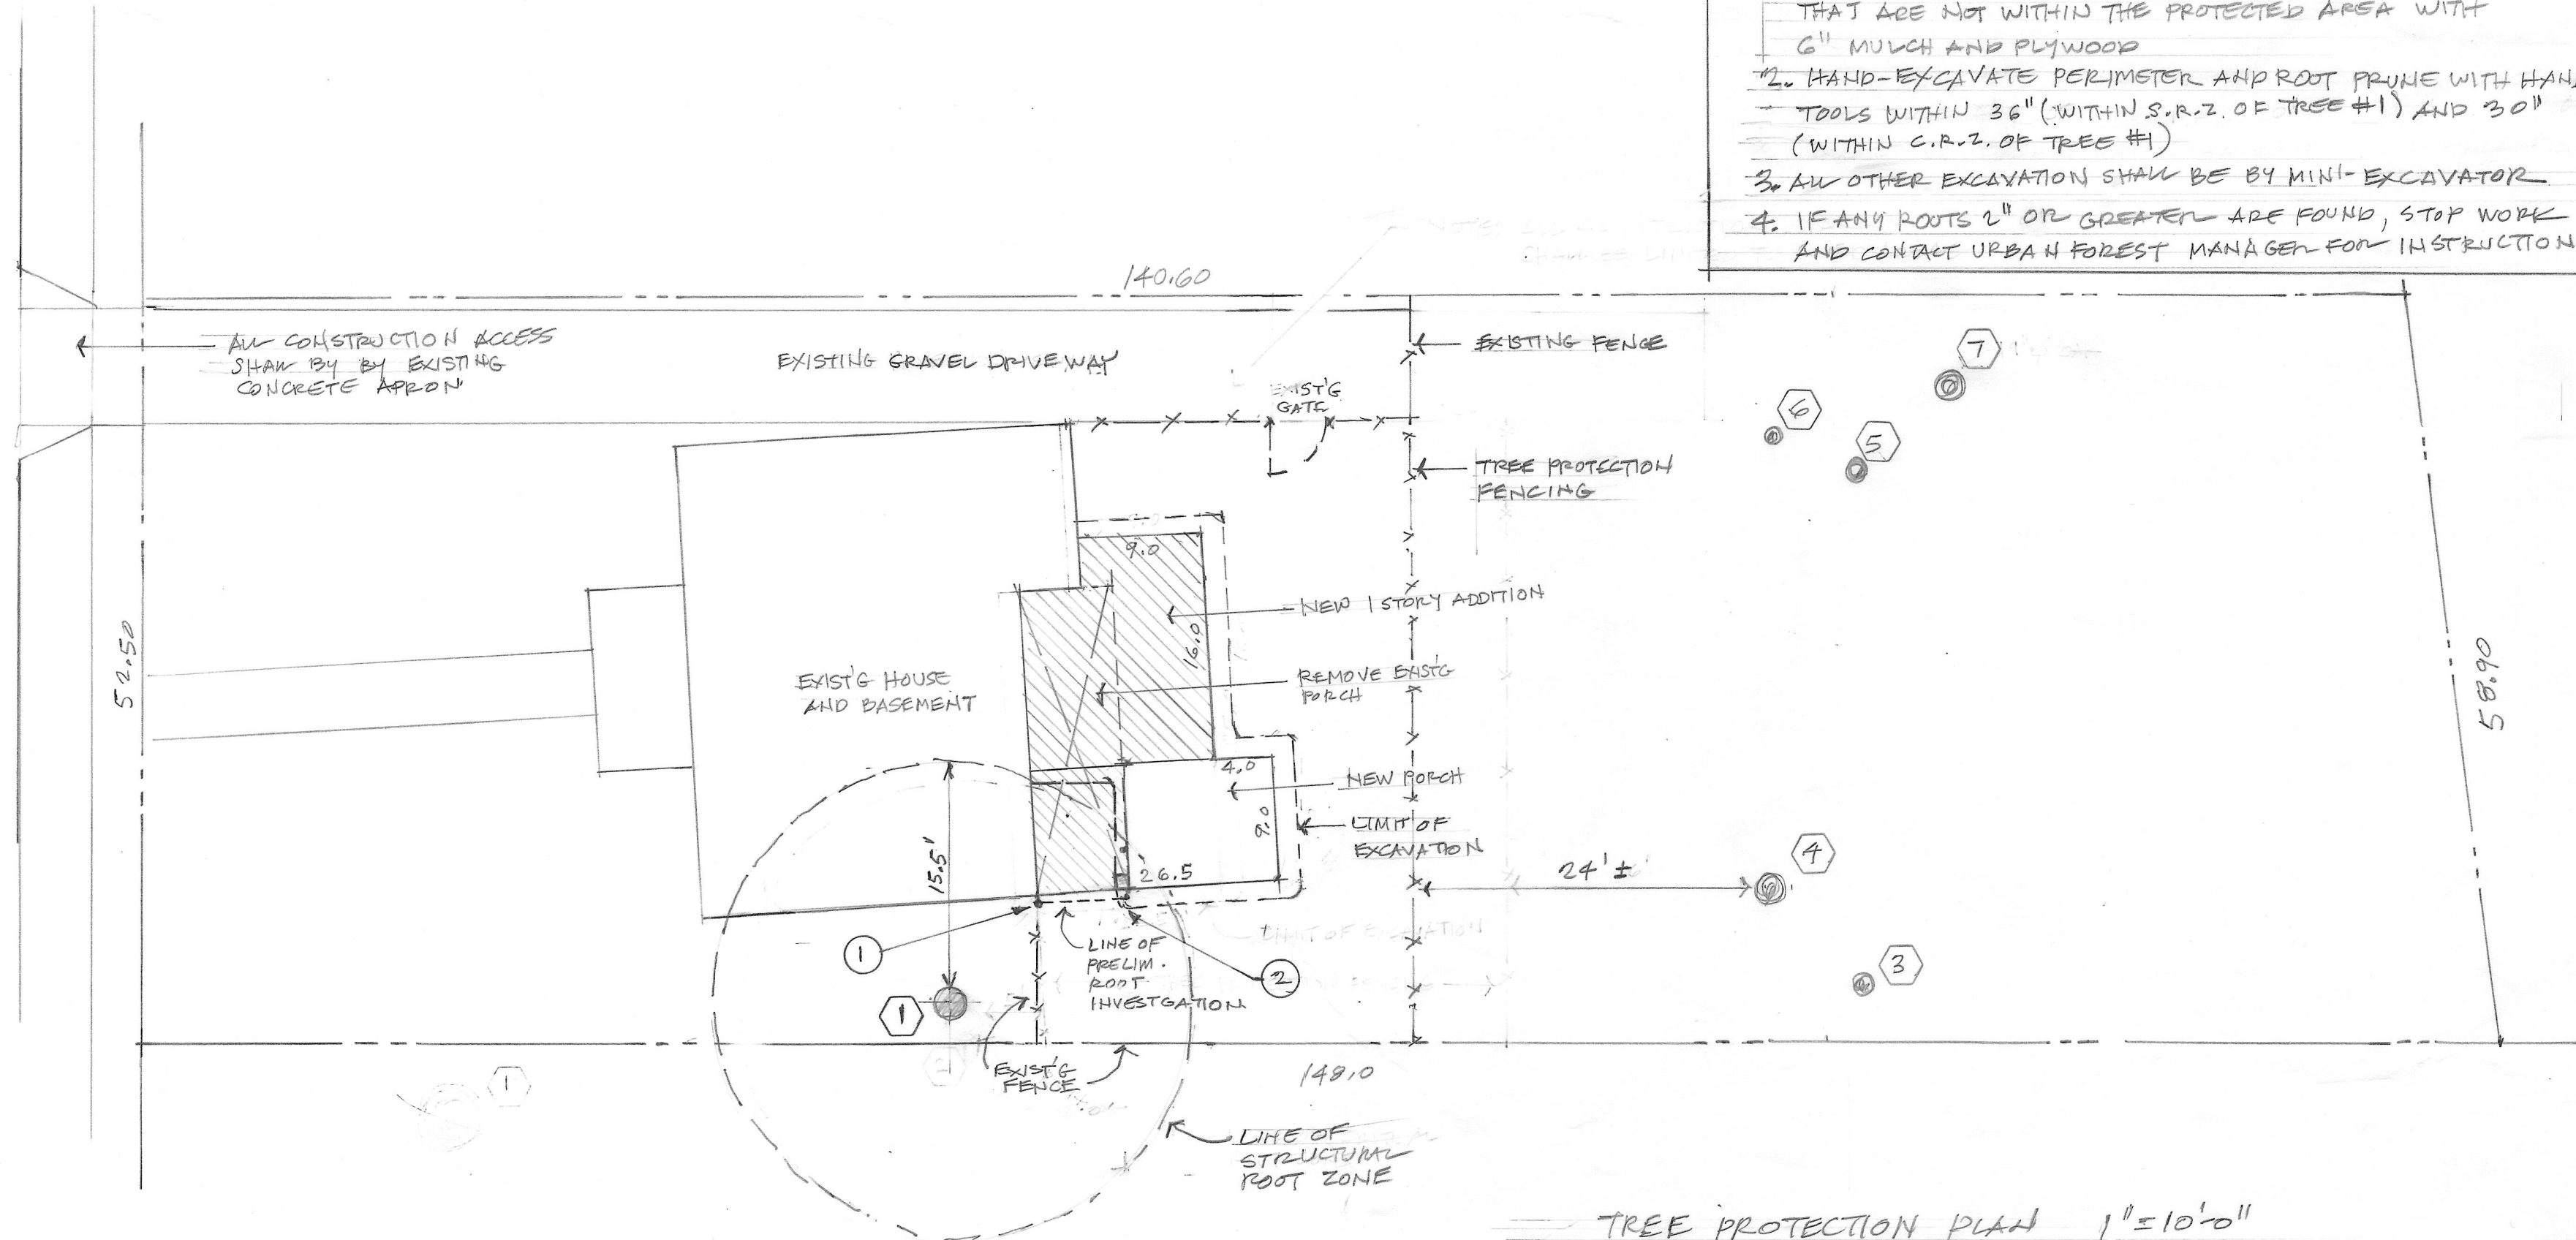 THAT ARE NOT WITHIN THE PROTECTED AREA WITH
6" MULCH AND PLYWOOD
2. HAND-EXCAVATE PERIMETER AND ROOT PRUNE WITH HAN
TOOLS WITHIN 36" (WITHIN S.R.Z. OF TREE #1) AND 30"
(WITHIN C.R.Z. OF TREE #1)
3. ALL OTHER EXCAVATION SHALL BE BY MINI-EXCAVATOR
4. IF ANY ROOTS 2" OR GREATER ARE FOUND, STOP WORK
AND CONTACT URBAN FOREST MANAGER FOR INSTRUCTION
140.60
ALL CONSTRUCTION ACCESS
SHALL BY BY EXISTING
CONCRETE APRON
EXISTING GRAVEL DRIVEWAY
EXIST'G
GATE
EXISTING FENCE
7
6
5
TREE PROTECTION
FENCING
9.0
NEW 1 STORY ADDITION
16.0
52.50
EXIST'G HOUSE
AND BASEMENT
REMOVE EXIST'G
PORCH
58.90
4.0
NEW PORCH
9.0
LIMIT OF
EXCAVATION
15.5'
26.5
24' ±
4
1
LINE OF
PRELIM.
ROOT
INVESTGATION
2
3
1
EXIST'G
FENCE
148.0
1
LINE OF
STRUCTURAL
ROOT ZONE
TREE PROTECTION PLAN 1"=10'-0"